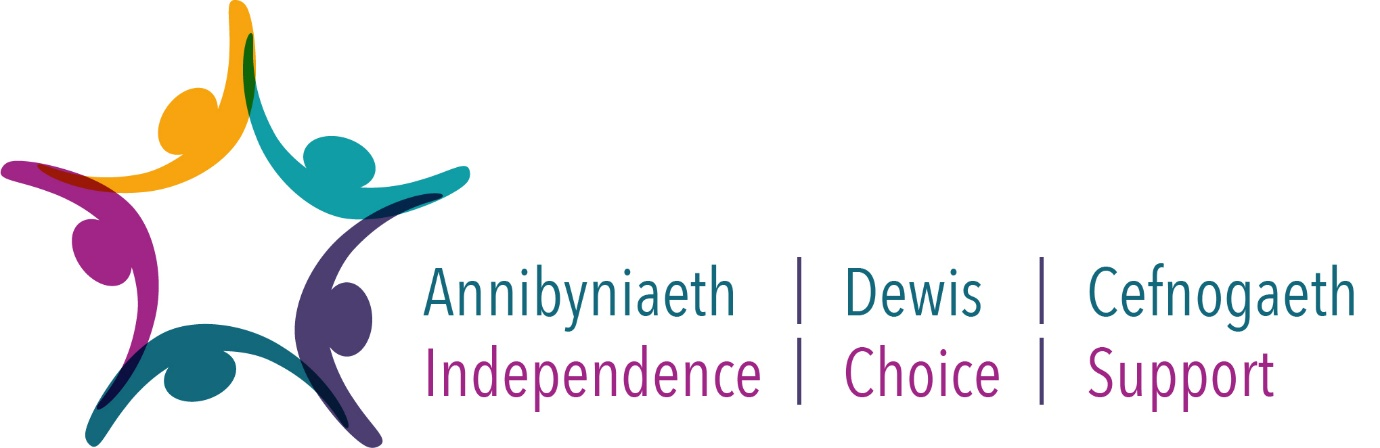 Annibyniaeth | Dewis | Cefnogaeth
Independence | Choice | Support